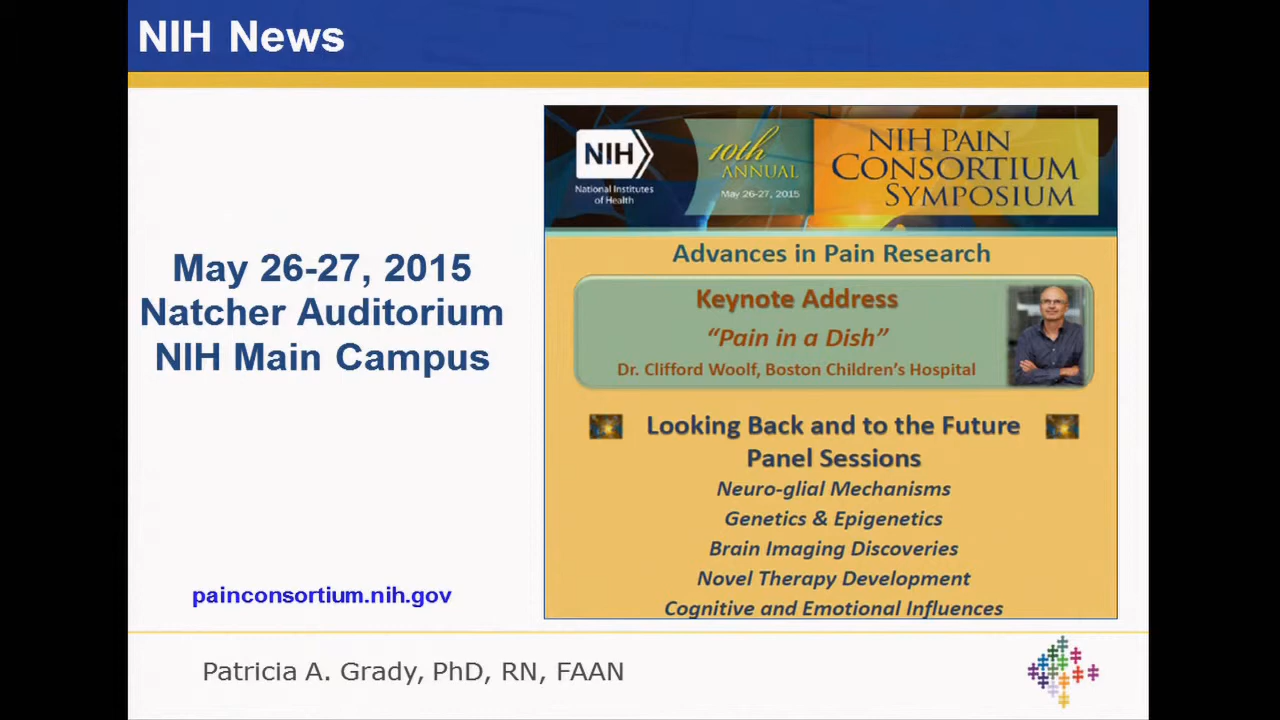 NIH News
May 26-27, 2015
Natcher Auditorium
NIH Main Campus
painconsortium.nih.gov
NIH
National Institutes
of Health
10th
ANNUAL
May 26-27, 2015
NIH PAIN
CONSORTIUM
SYMPOSIUM
Advances in Pain Research
Keynote Address
“Pain in a Dish”
Dr. Clifford Woolf, Boston Children’s Hospital
Looking Back and to the Future
Panel Sessions
Neuro-glial Mechanisms
Genetics & Epigenetics
Brain Imaging Discoveries
Novel Therapy Development
Cognitive and Emotional Influences
Patricia A. Grady, PhD, RN, FAAN